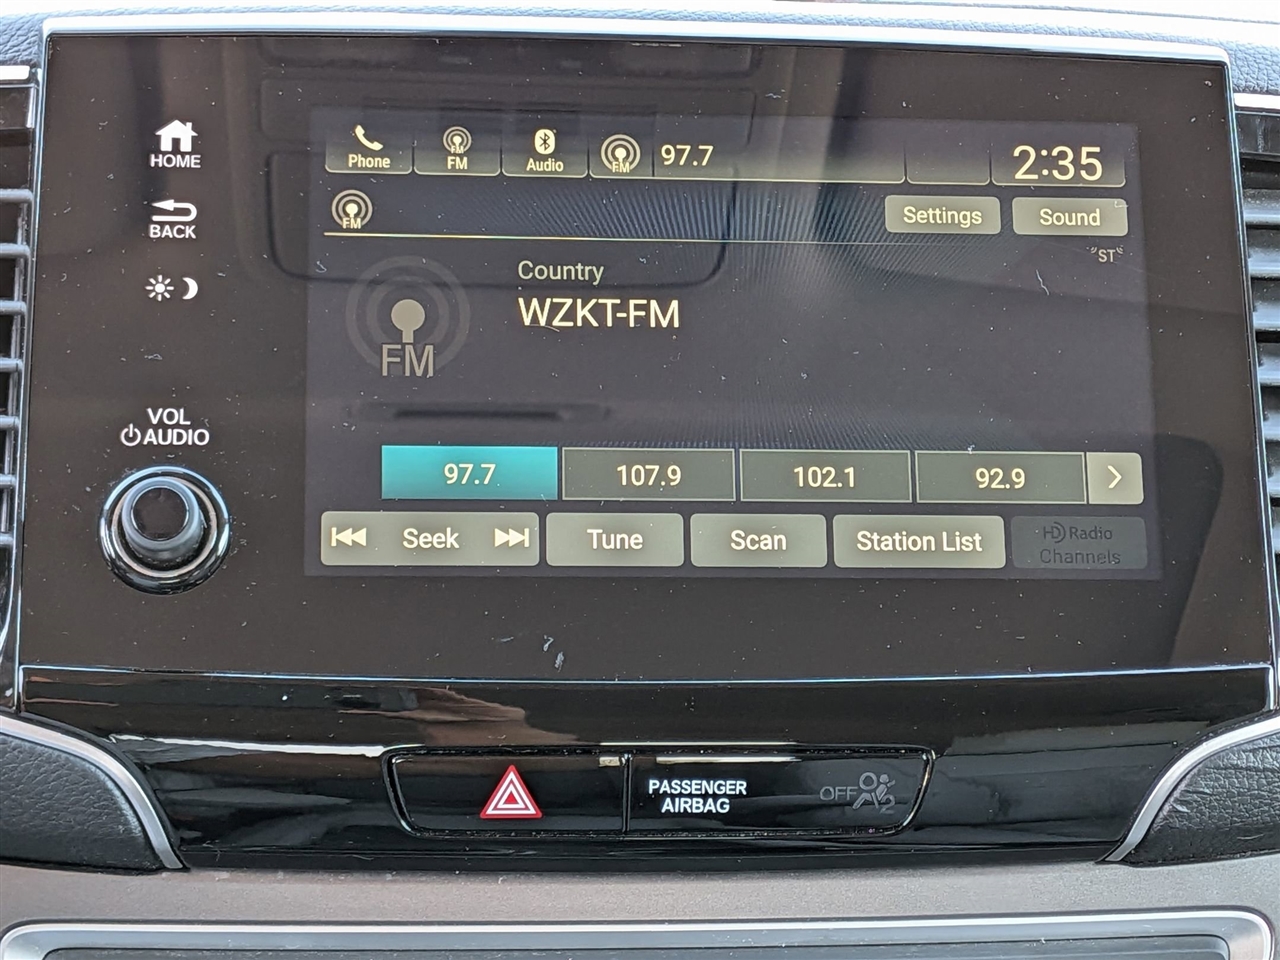 HOME
BACK
VOL
AUDIO
Phone
FM
FM
Audio
FM
97.7
2:35
FM
Settings
Sound
"ST"
Country
WZKT-FM
FM
97.7
107.9
102.1
92.9
>
Seek
Tune
Scan
Station List
HD Radio
Channels
PASSENGER
AIRBAG
OFF
2